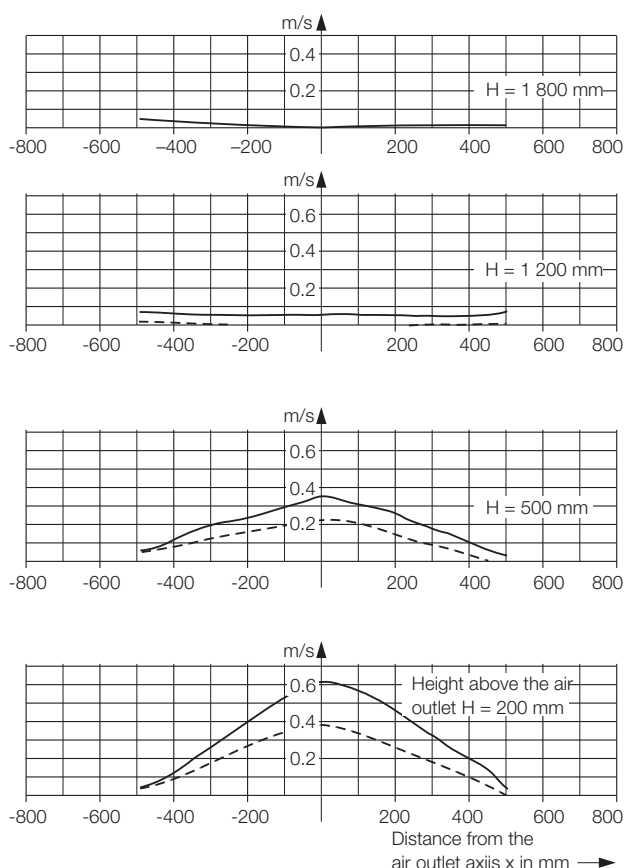 m/s
0.4
0.2
H = 1 800 mm
-800 -600 –400 –200 200 400 600 800
m/s
0.6
0.4
0.2
H = 1 200 mm
-800 -600 -400 -200 200 400 600 800
m/s
0.6
0.4
0.2
H = 500 mm
-800 -600 -400 -200 200 400 600 800
m/s
0.6
0.4
0.2
Height above the air
outlet H = 200 mm
-800 -600 -400 -200 200 400 600 800
Distance from the
air outlet axiis x in mm